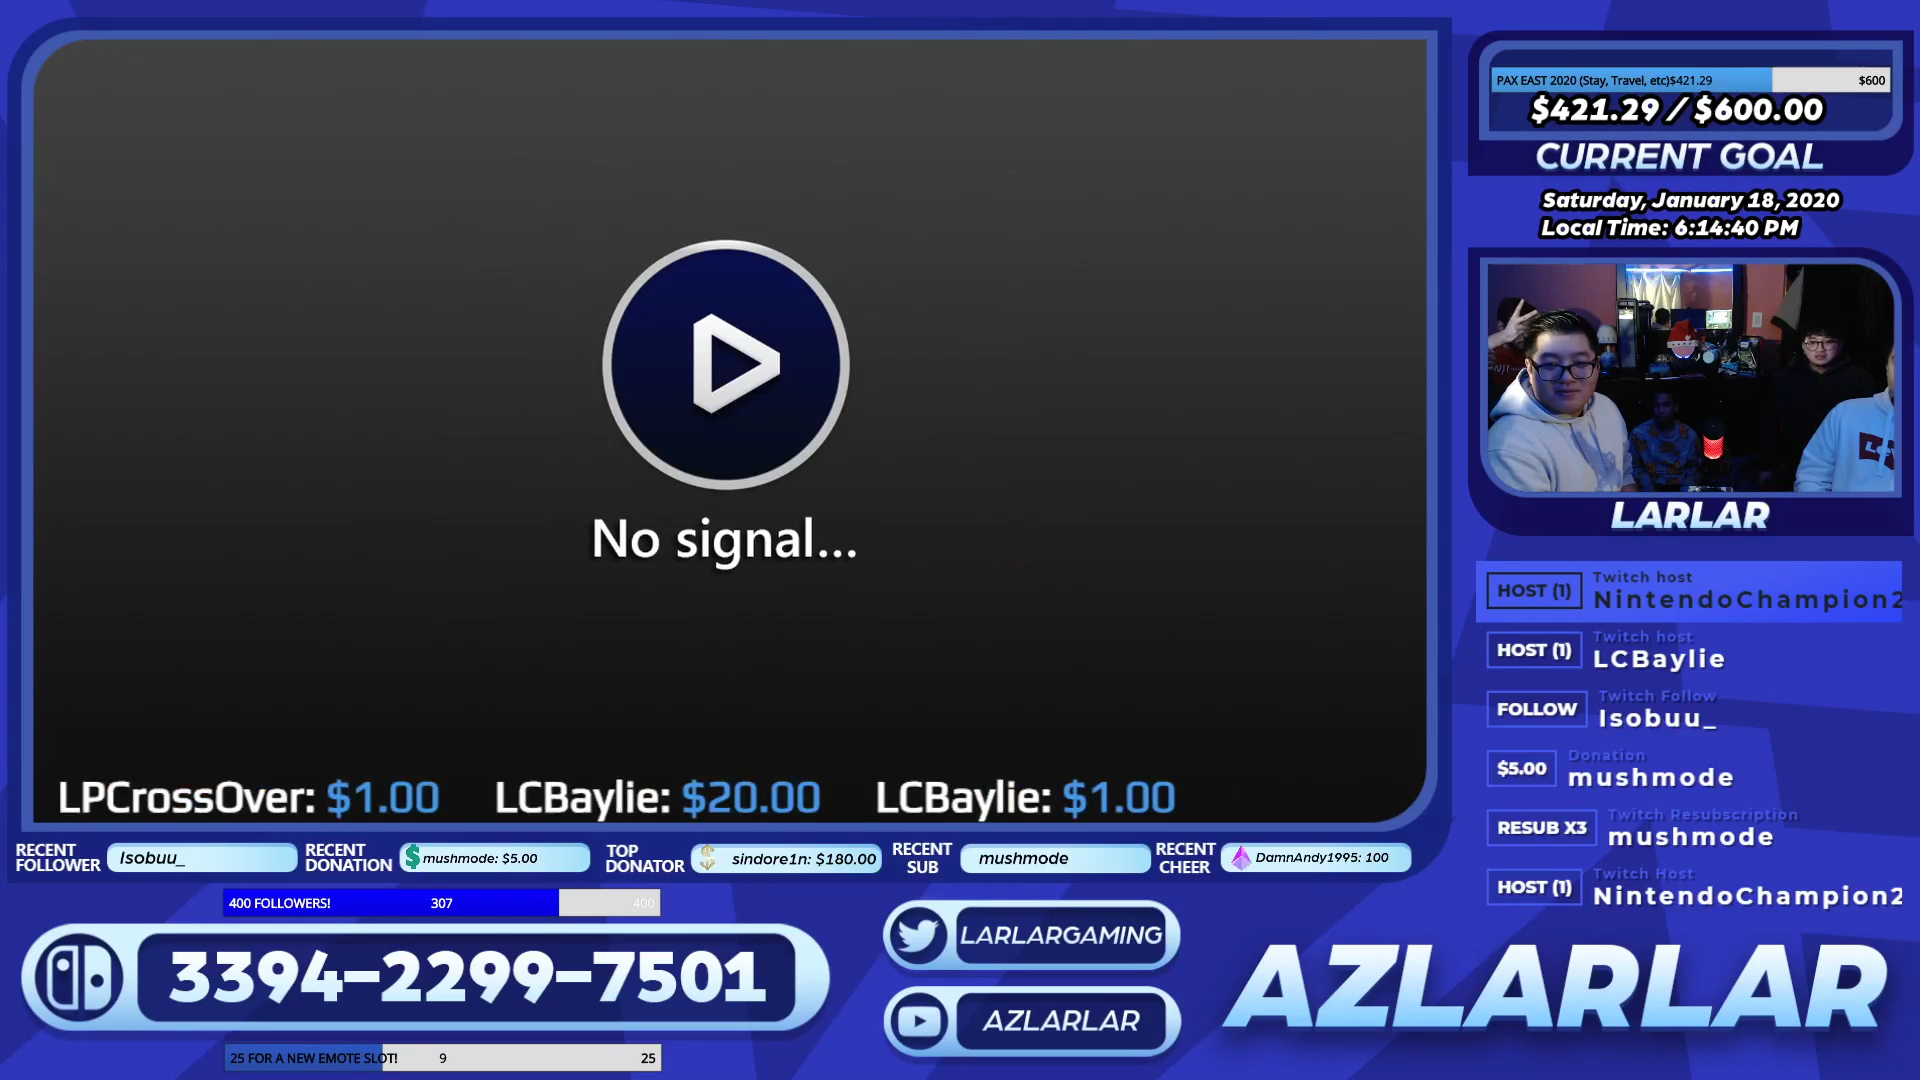 PAX EAST 2020 (Stay, Travel, etc)$421.29 $600
$421.29 / $600.00
CURRENT GOAL
Saturday, January 18, 2020
Local Time: 6:14:40 PM
LARLAR
No signal...
LPCrossOver: $1.00 LCBaylie: $20.00 LCBaylie: $1.00
HOST (1) Twitch host
NintendoChampion2
HOST (1) Twitch host
LCBaylie
FOLLOW Twitch Follow
Isobuu_
$5.00 Donation
mushmode
RESUB X3 Twitch Resubscription
mushmode
HOST (1) Twitch Host
NintendoChampion2
RECENT FOLLOWER Isobuu_
RECENT DONATION mushmode: $5.00
TOP DONATOR sindore1n: $180.00
RECENT SUB mushmode
RECENT CHEER DamnAndy1995: 100
400 FOLLOWERS! 307 400
3394-2299-7501
25 FOR A NEW EMOTE SLOT! 9 25
LARLARGAMING
AZLARLAR
AZLARLAR